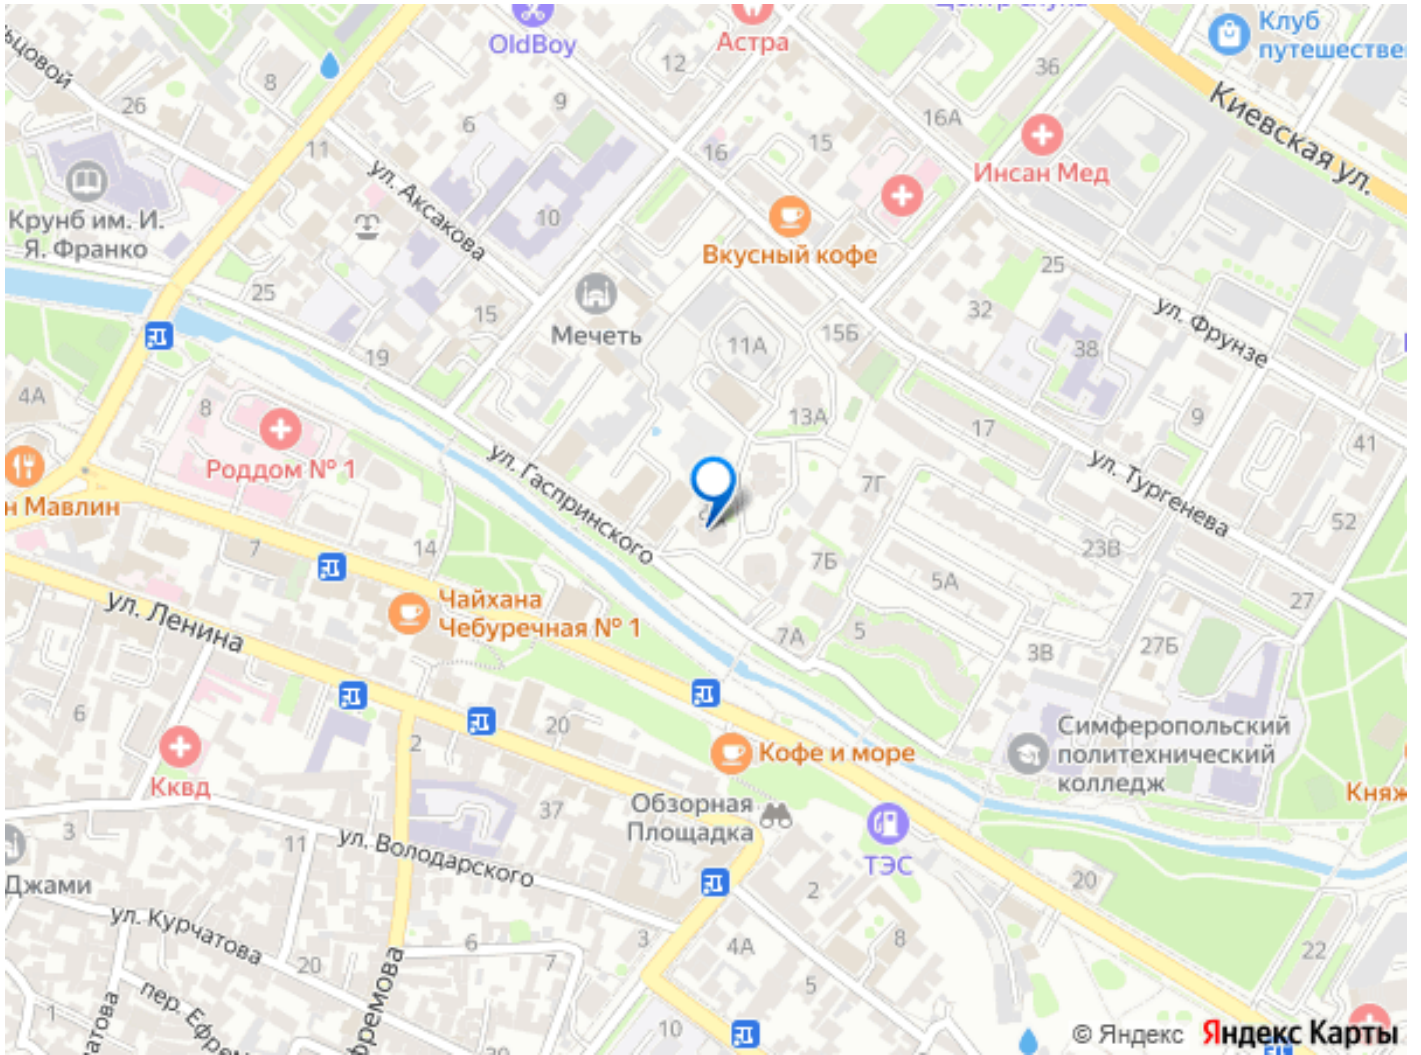 Клуб
путешестве
OldBoy
Астра
36
12
8
ьцовой
26
9
6
16А
Киевская ул.
11
15
16
Инсан Мед
ул. Аксакова
Крунб им. И.
Я. Франко
10
Вкусный кофе
25
25
15
Мечеть
32
ул. Фрунзе
19
11А
15Б
38
4А
8
13А
9
17
41
Роддом № 1
ул. Гаспринского
ул. Тургенева
7Г
н Мавлин
52
7
14
7Б
23В
5А
27
Чайхана
Чебуречная № 1
ул. Ленина
7А
5
3В
27Б
6
20
2
Симферопольский
политехнический
колледж
Кофе и море
Кквд
Княж
37
Обзорная
Площадка
3
11
ул. Володарского
ТЭС
Джами
20
2
ул. Курчатова
6
7
3
4А
8
22
20
5
пер. Ефрем
фремова
1
атова
10
20
© Яндекс Яндекс Карты